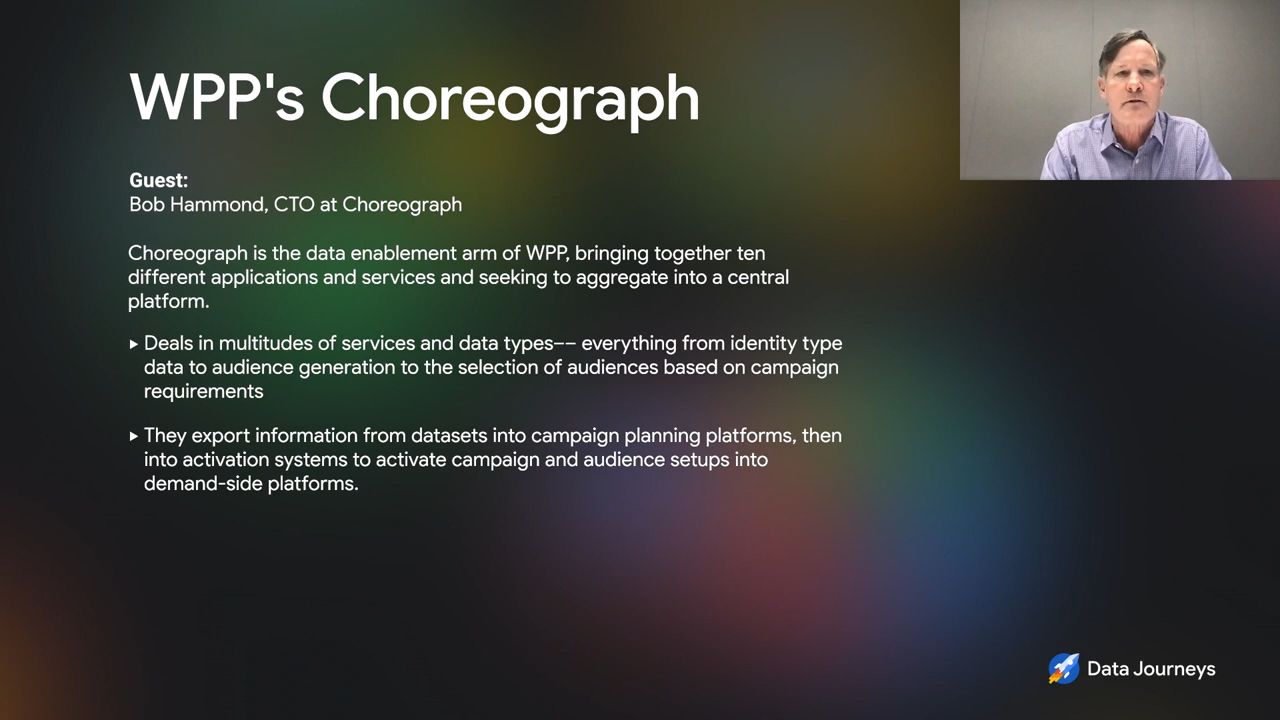 WPP's Choreograph
Guest:
Bob Hammond, CTO at Choreograph
Choreograph is the data enablement arm of WPP, bringing together ten
different applications and services and seeking to aggregate into a central
platform.
▸ Deals in multitudes of services and data types–– everything from identity type
data to audience generation to the selection of audiences based on campaign
requirements
▸ They export information from datasets into campaign planning platforms, then
into activation systems to activate campaign and audience setups into
demand-side platforms.
Data Journeys